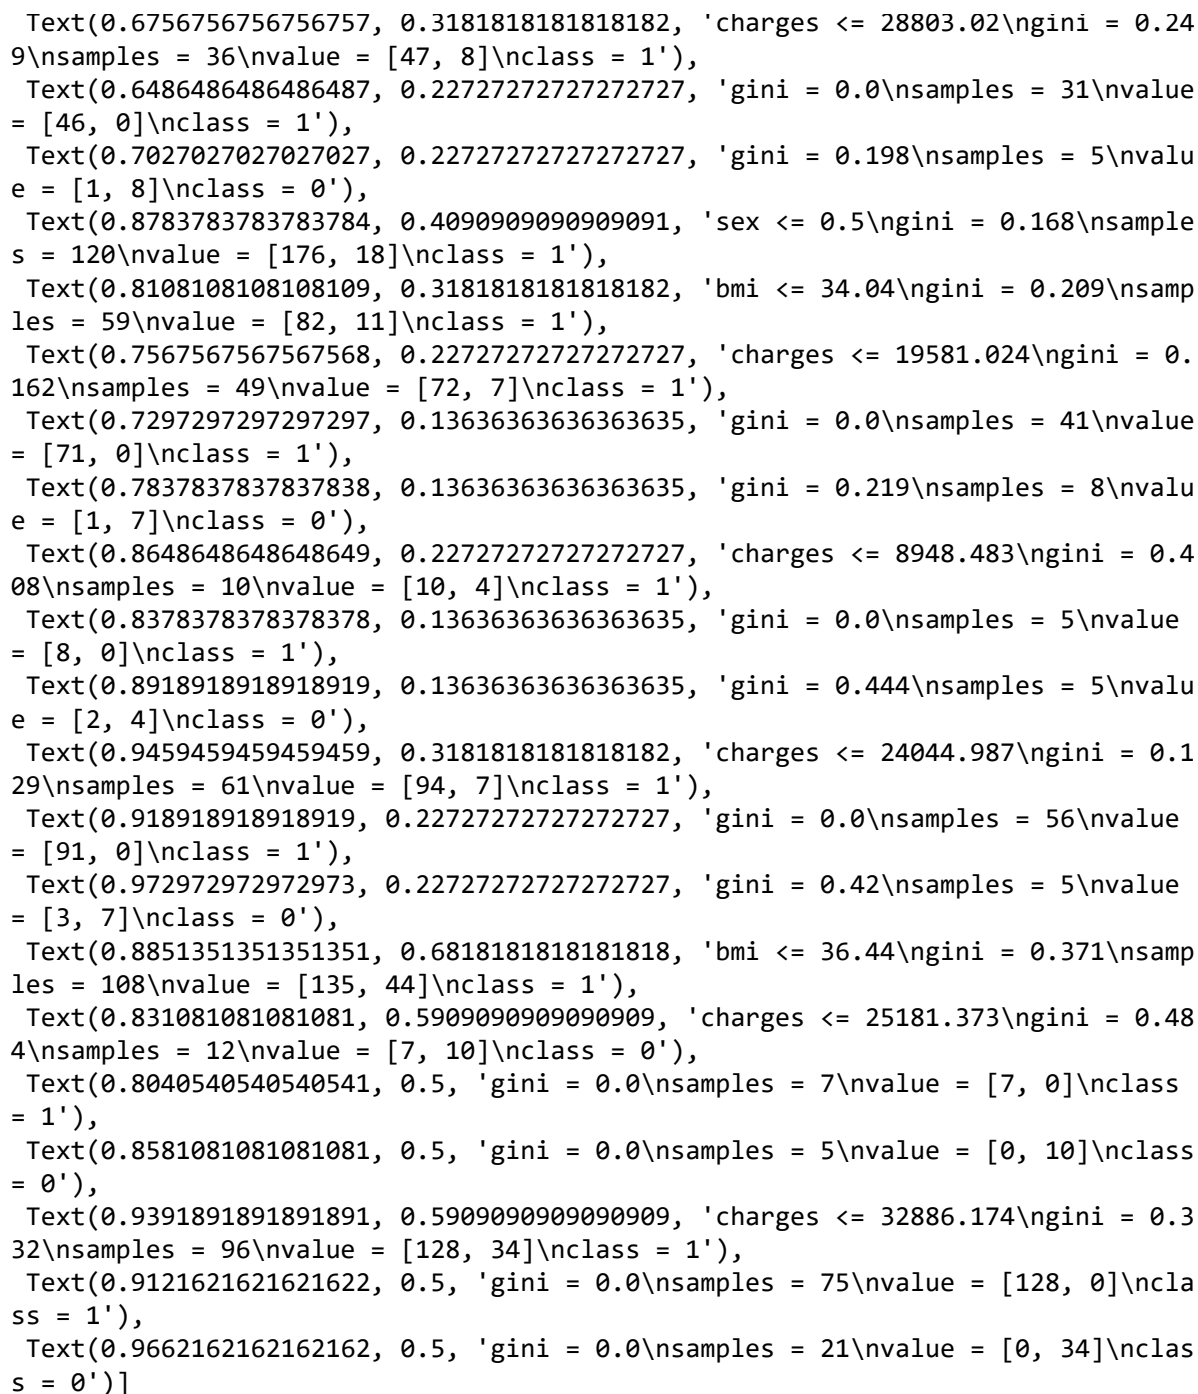 Text(0.6756756756756757, 0.3181818181818182, 'charges <= 28803.02\ngini = 0.24
9\nsamples = 36\nvalue = [47, 8]\nclass = 1'),
Text(0.6486486486486487, 0.22727272727272727, 'gini = 0.0\nsamples = 31\nvalue
= [46, 0]\nclass = 1'),
Text(0.7027027027027027, 0.22727272727272727, 'gini = 0.198\nsamples = 5\nvalu
e = [1, 8]\nclass = 0'),
Text(0.8783783783783784, 0.4090909090909091, 'sex <= 0.5\ngini = 0.168\nsample
s = 120\nvalue = [176, 18]\nclass = 1'),
Text(0.8108108108108109, 0.3181818181818182, 'bmi <= 34.04\ngini = 0.209\nsamp
les = 59\nvalue = [82, 11]\nclass = 1'),
Text(0.7567567567567568, 0.22727272727272727, 'charges <= 19581.024\ngini = 0.
162\nsamples = 49\nvalue = [72, 7]\nclass = 1'),
Text(0.7297297297297297, 0.13636363636363635, 'gini = 0.0\nsamples = 41\nvalue
= [71, 0]\nclass = 1'),
Text(0.7837837837837838, 0.13636363636363635, 'gini = 0.219\nsamples = 8\nvalu
e = [1, 7]\nclass = 0'),
Text(0.8648648648648649, 0.22727272727272727, 'charges <= 8948.483\ngini = 0.4
08\nsamples = 10\nvalue = [10, 4]\nclass = 1'),
Text(0.8378378378378378, 0.13636363636363635, 'gini = 0.0\nsamples = 5\nvalue
= [8, 0]\nclass = 1'),
Text(0.8918918918918919, 0.13636363636363635, 'gini = 0.444\nsamples = 5\nvalu
e = [2, 4]\nclass = 0'),
Text(0.9459459459459459, 0.3181818181818182, 'charges <= 24044.987\ngini = 0.1
29\nsamples = 61\nvalue = [94, 7]\nclass = 1'),
Text(0.918918918918919, 0.22727272727272727, 'gini = 0.0\nsamples = 56\nvalue
= [91, 0]\nclass = 1'),
Text(0.972972972972973, 0.22727272727272727, 'gini = 0.42\nsamples = 5\nvalue
= [3, 7]\nclass = 0'),
Text(0.8851351351351351, 0.6818181818181818, 'bmi <= 36.44\ngini = 0.371\nsamp
les = 108\nvalue = [135, 44]\nclass = 1'),
Text(0.831081081081081, 0.5909090909090909, 'charges <= 25181.373\ngini = 0.48
4\nsamples = 12\nvalue = [7, 10]\nclass = 0'),
Text(0.8040540540540541, 0.5, 'gini = 0.0\nsamples = 7\nvalue = [7, 0]\nclass
= 1'),
Text(0.8581081081081081, 0.5, 'gini = 0.0\nsamples = 5\nvalue = [0, 10]\nclass
= 0'),
Text(0.9391891891891891, 0.5909090909090909, 'charges <= 32886.174\ngini = 0.3
32\nsamples = 96\nvalue = [128, 34]\nclass = 1'),
Text(0.9121621621621622, 0.5, 'gini = 0.0\nsamples = 75\nvalue = [128, 0]\ncla
ss = 1'),
Text(0.9662162162162162, 0.5, 'gini = 0.0\nsamples = 21\nvalue = [0, 34]\nclas
s = 0')]